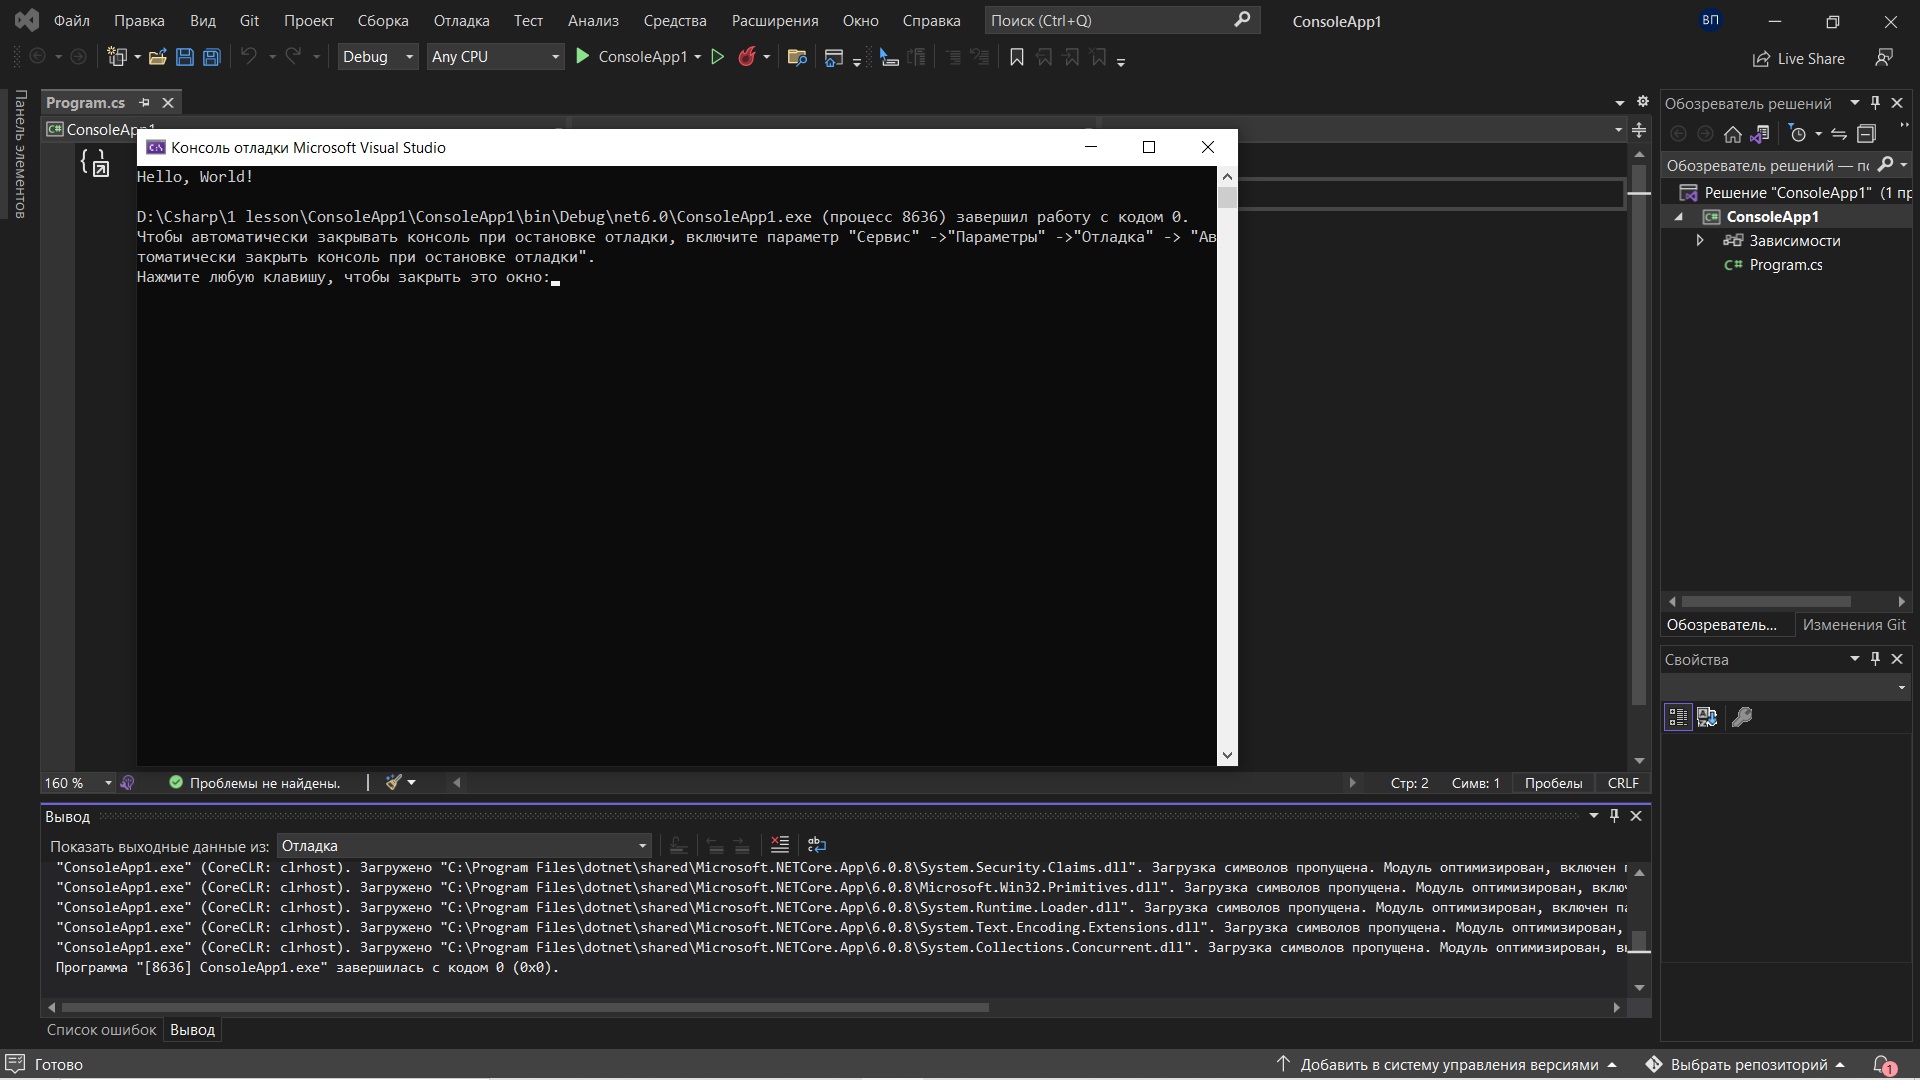 Файл Правка Вид Git Проект Сборка Отладка Тест Анализ Средства Расширения Окно Справка Поиск (Ctrl+Q) ConsoleApp1 ВП
Debug Any CPU ConsoleApp1 Live Share
Панель элементов
Program.cs
ConsoleApp1
Консоль отладки Microsoft Visual Studio
Hello, World!
D:\Csharp\1 lesson\ConsoleApp1\ConsoleApp1\bin\Debug\net6.0\ConsoleApp1.exe (процесс 8636) завершил работу с кодом 0.
Чтобы автоматически закрывать консоль при остановке отладки, включите параметр "Сервис" ->"Параметры" ->"Отладка" -> "Ав
томатически закрыть консоль при остановке отладки".
Нажмите любую клавишу, чтобы закрыть это окно:
Обозреватель решений
Обозреватель решений — по
Решение "ConsoleApp1" (1 пр
ConsoleApp1
Зависимости
C# Program.cs
Обозреватель... Изменения Git
Свойства
160 % Проблемы не найдены. Стр: 2 Симв: 1 Пробелы CRLF
Вывод
Показать выходные данные из: Отладка
"ConsoleApp1.exe" (CoreCLR: clrhost). Загружено "C:\Program Files\dotnet\shared\Microsoft.NETCore.App\6.0.8\System.Security.Claims.dll". Загрузка символов пропущена. Модуль оптимизирован, включен
"ConsoleApp1.exe" (CoreCLR: clrhost). Загружено "C:\Program Files\dotnet\shared\Microsoft.NETCore.App\6.0.8\Microsoft.Win32.Primitives.dll". Загрузка символов пропущена. Модуль оптимизирован, вклю
"ConsoleApp1.exe" (CoreCLR: clrhost). Загружено "C:\Program Files\dotnet\shared\Microsoft.NETCore.App\6.0.8\System.Runtime.Loader.dll". Загрузка символов пропущена. Модуль оптимизирован, включен па
"ConsoleApp1.exe" (CoreCLR: clrhost). Загружено "C:\Program Files\dotnet\shared\Microsoft.NETCore.App\6.0.8\System.Text.Encoding.Extensions.dll". Загрузка символов пропущена. Модуль оптимизирован,
"ConsoleApp1.exe" (CoreCLR: clrhost). Загружено "C:\Program Files\dotnet\shared\Microsoft.NETCore.App\6.0.8\System.Collections.Concurrent.dll". Загрузка символов пропущена. Модуль оптимизирован, в
Программа "[8636] ConsoleApp1.exe" завершилась с кодом 0 (0x0).
Список ошибок Вывод
Готово Добавить в систему управления версиями Выбрать репозиторий 1